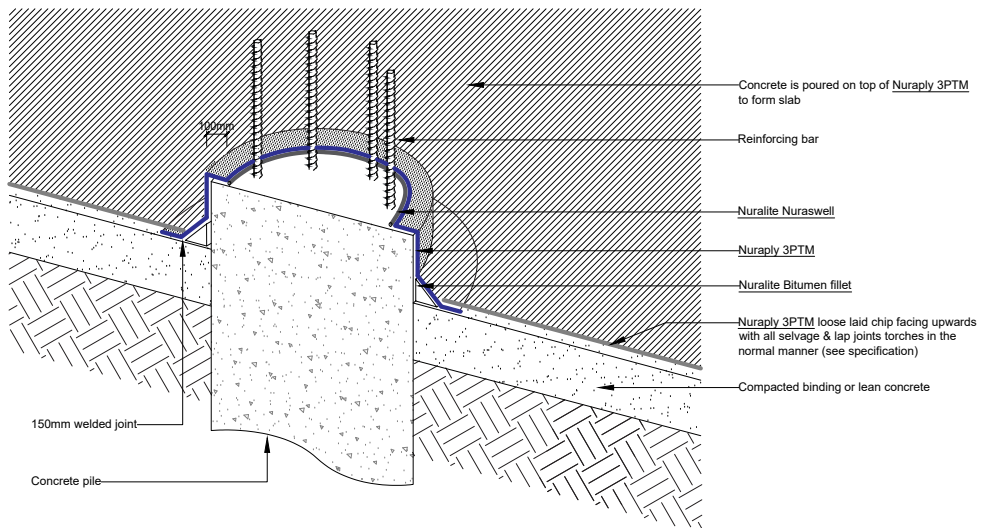 100mm
Concrete is poured on top of Nuraply 3PTM
to form slab
Reinforcing bar
Nuralite Nuraswell
Nuraply 3PTM
Nuralite Bitumen fillet
Nuraply 3PTM loose laid chip facing upwards
with all selvage & lap joints torches in the
normal manner (see specification)
Compacted binding or lean concrete
150mm welded joint
Concrete pile